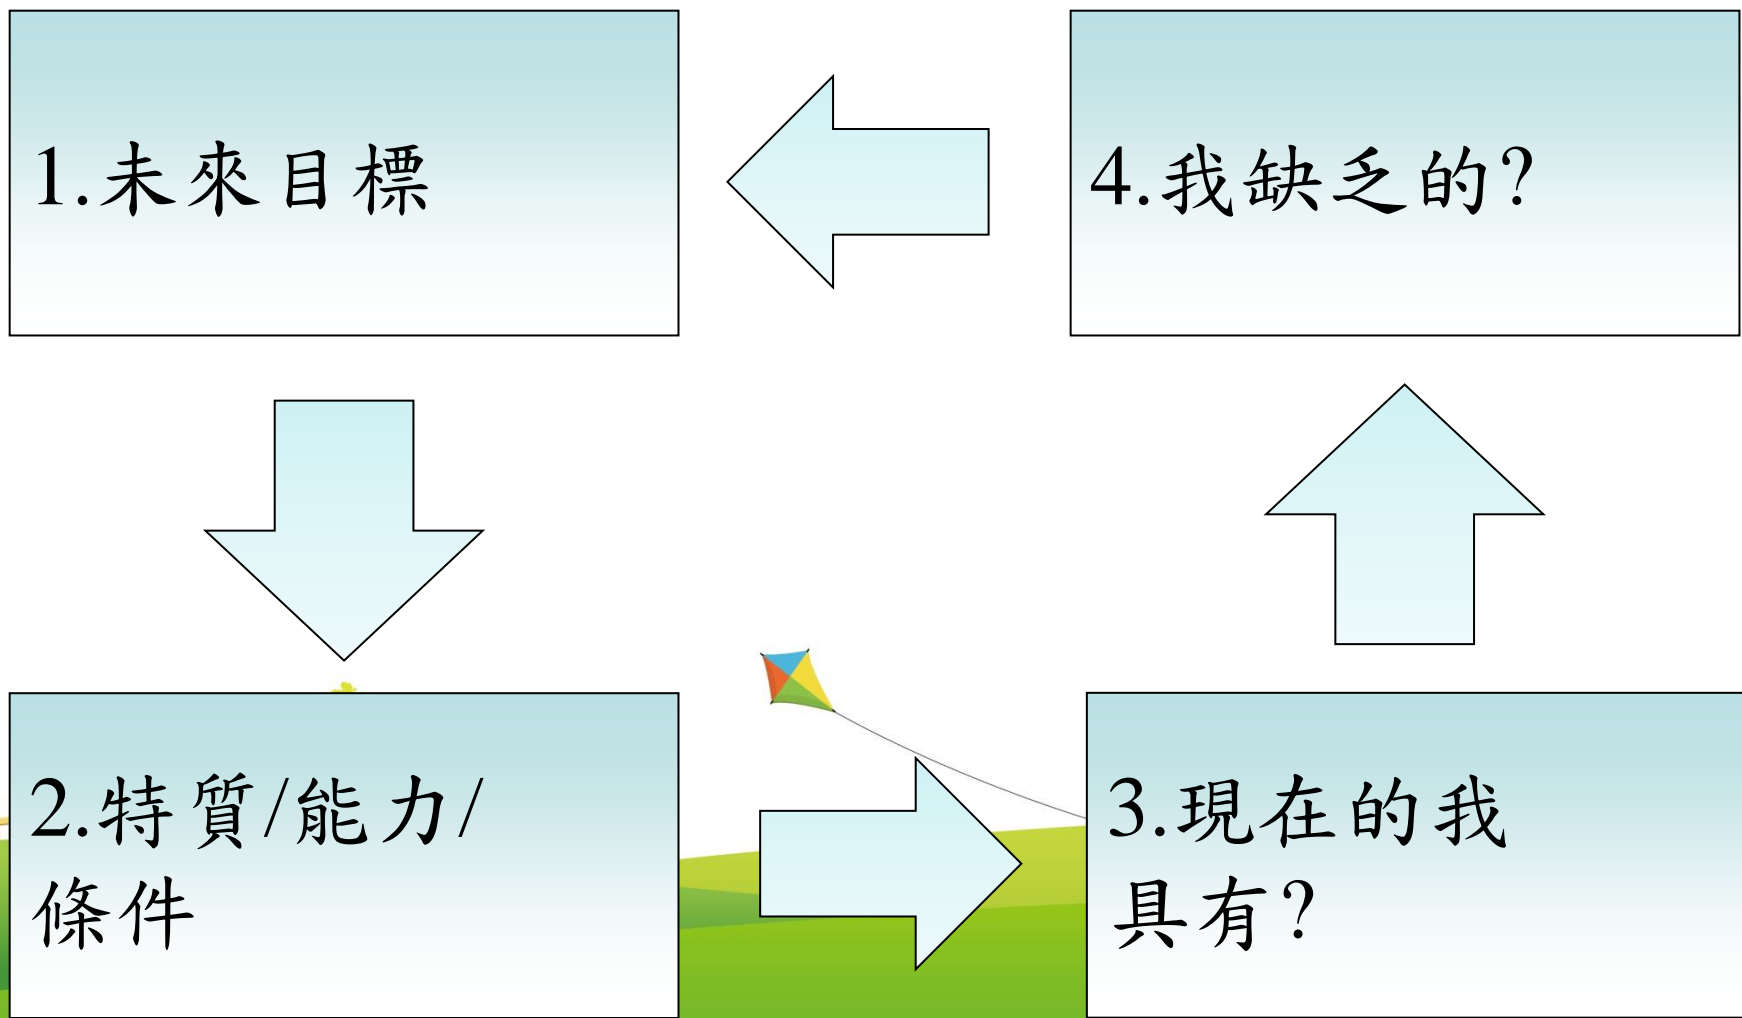 1.未來目標
2.特質/能力/
條件
3.現在的我
具有?
4.我缺乏的?